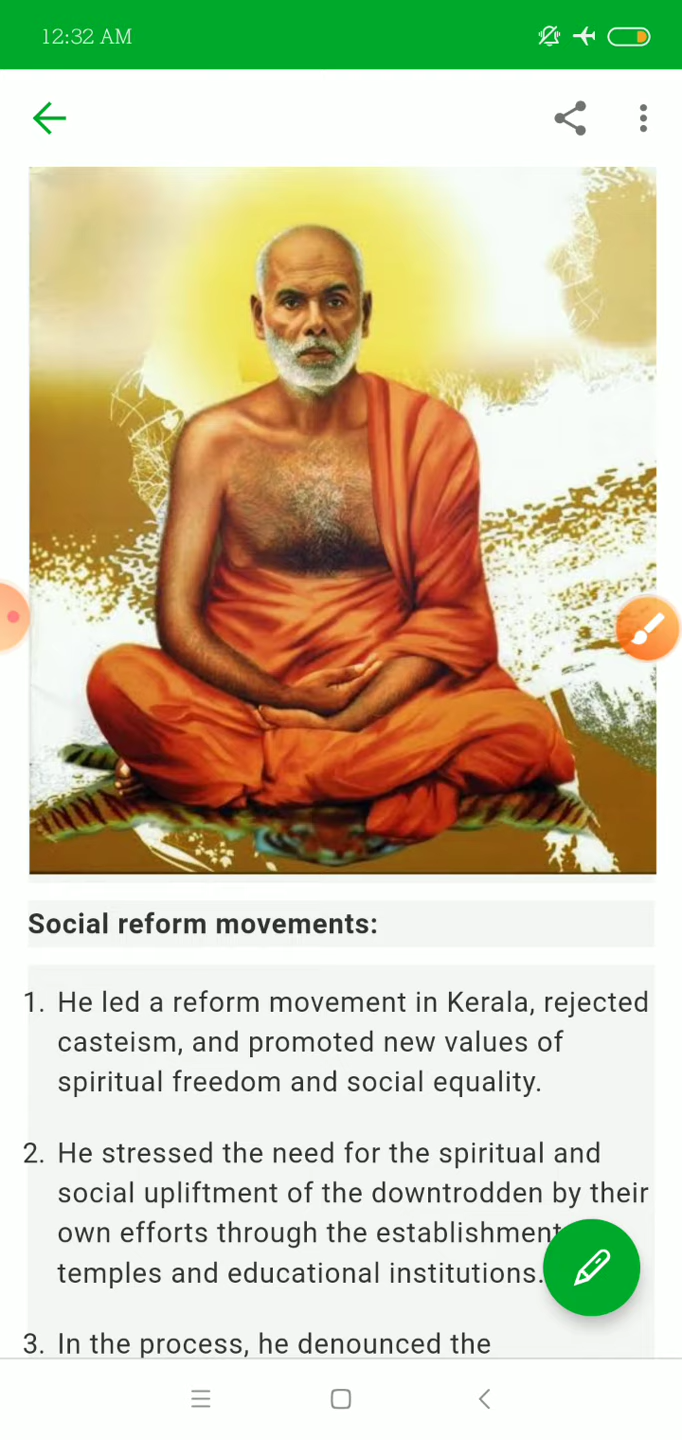 12:32 AM
Social reform movements:
1. He led a reform movement in Kerala, rejected
casteism, and promoted new values of
spiritual freedom and social equality.
2. He stressed the need for the spiritual and
social upliftment of the downtrodden by their
own efforts through the establishment
temples and educational institutions.
3. In the process, he denounced the